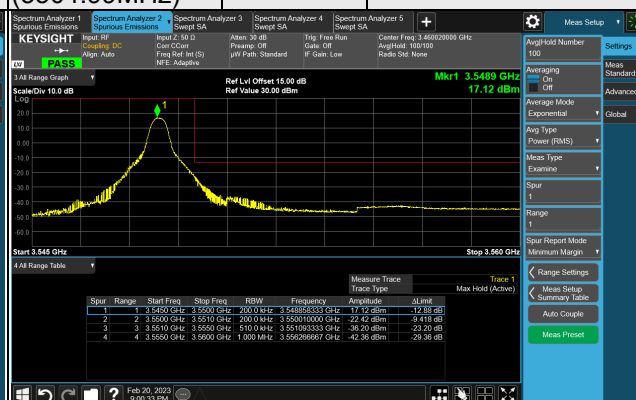 (3504.99MHz)
Spectrum Analyzer 1
Spurious Emissions
Spectrum Analyzer 2
Spurious Emissions
Spectrum Analyzer 3
Swept SA
Spectrum Analyzer 4
Swept SA
Spectrum Analyzer 5
Swept SA
Meas Setup
KEYSIGHT
Input: RF
Coupling: DC
Align: Auto
Input Z: 50 Ω
Corr CCorr
Freq Ref: Int (S)
NFE: Adaptive
Atten: 30 dB
Preamp: Off
µW Path: Standard
Trig: Free Run
Gate: Off
IF Gain: Low
Center Freq: 3.460020000 GHz
Avg|Hold: 100/100
Radio Std: None
PASS
3 All Range Graph
Scale/Div 10.0 dB
Log
Ref Lvl Offset 15.00 dB
Ref Value 30.00 dBm
Mkr1 3.5489 GHz
17.12 dBm
1
20.0
10.0
0.00
-10.0
-20.0
-30.0
-40.0
-50.0
-60.0
Start 3.545 GHz
Stop 3.560 GHz
4 All Range Table
Measure Trace Trace 1
Trace Type Max Hold (Active)
Spur Range Start Freq Stop Freq RBW Frequency Amplitude ΔLimit
1 1 3.5450 GHz 3.5500 GHz 200.0 kHz 3.548858333 GHz 17.12 dBm -12.88 dB
2 2 3.5500 GHz 3.5510 GHz 200.0 kHz 3.550010000 GHz -22.42 dBm -9.418 dB
3 3 3.5510 GHz 3.5550 GHz 510.0 kHz 3.551093333 GHz -36.20 dBm -23.20 dB
4 4 3.5550 GHz 3.5600 GHz 1.000 MHz 3.556266667 GHz -42.36 dBm -29.36 dB
Avg|Hold Number
100
Averaging
On
Off
Average Mode
Exponential
Avg Type
Power (RMS)
Meas Type
Examine
Spur
1
Range
1
Spur Report Mode
Minimum Margin
Range Settings
Meas Setup
Summary Table
Auto Couple
Meas Preset
Settings
Meas
Standard
Advanced
Global
Feb 20, 2023
9:00:33 PM